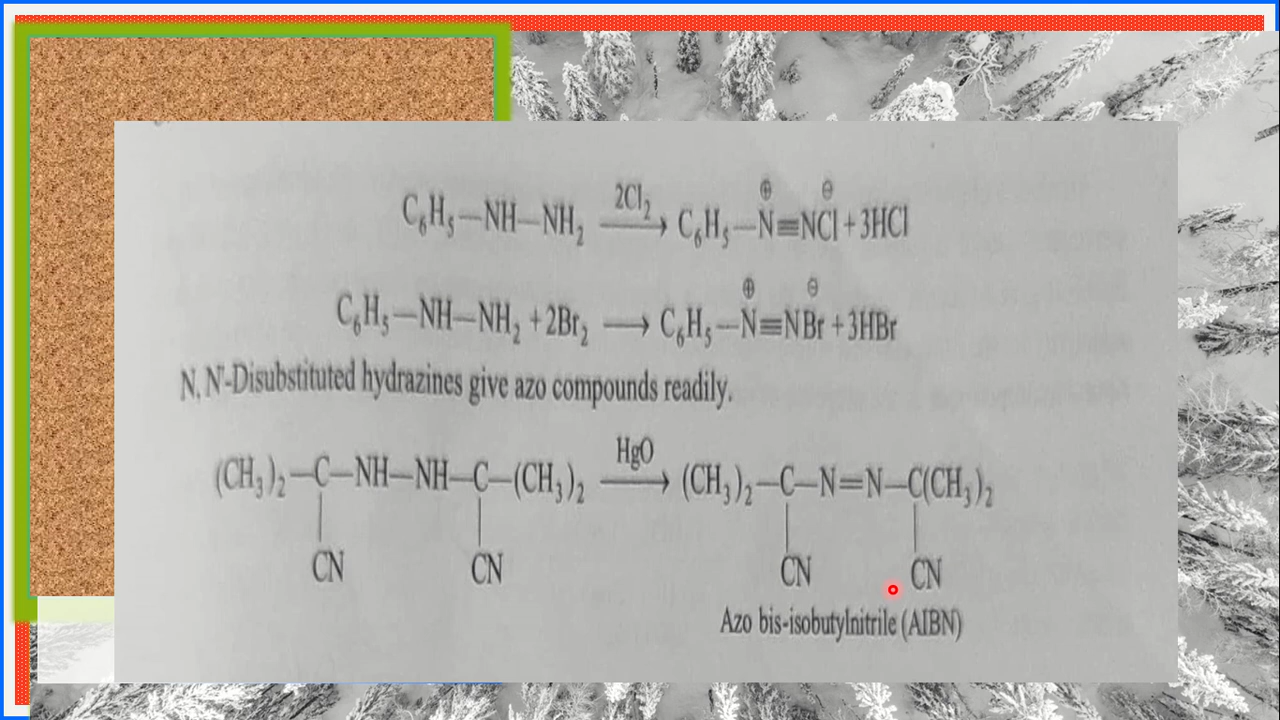 C₆H₅—NH—NH₂ 2Cl₂ → C₆H₅—N⊕≡NCl⊖ + 3HCl
C₆H₅—NH—NH₂ + 2Br₂ → C₆H₅—N⊕≡NBr⊖ + 3HBr
N, N'-Disubstituted hydrazines give azo compounds readily.
HgO
(CH₃)₂—C—NH—NH—C—(CH₃)₂ → (CH₃)₂—C—N=N—C(CH₃)₂
CN CN CN CN
Azo bis-isobutylnitrile (AIBN)